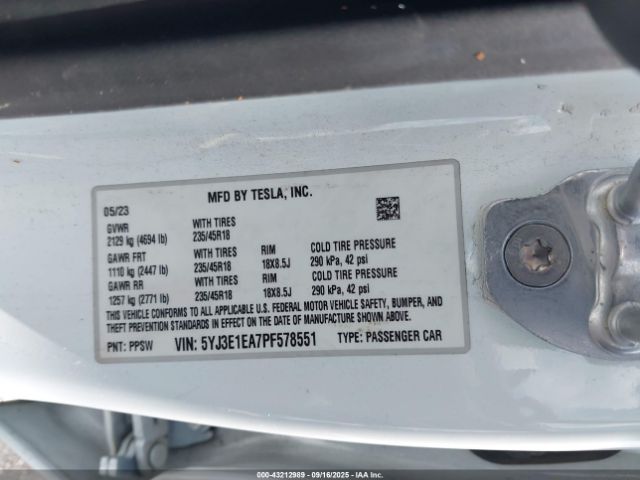 MFD BY TESLA, INC.
05/23
GVWR WITH TIRES
2129 kg (4694 lb) 235/45R18
GAWR FRT WITH TIRES RIM COLD TIRE PRESSURE
1110 kg (2447 lb) 235/45R18 18X8.5J 290 kPa, 42 psi
GAWR RR WITH TIRES RIM COLD TIRE PRESSURE
1257 kg (2771 lb) 235/45R18 18X8.5J 290 kPa, 42 psi
THIS VEHICLE CONFORMS TO ALL APPLICABLE U.S. FEDERAL MOTOR VEHICLE SAFETY, BUMPER, AND
THEFT PREVENTION STANDARDS IN EFFECT ON THE DATE OF MANUFACTURE SHOWN ABOVE.
PNT: PPSW VIN: 5YJ3E1EA7PF578551 TYPE: PASSENGER CAR
000-43212989 - 09/16/2025 - IAA Inc.